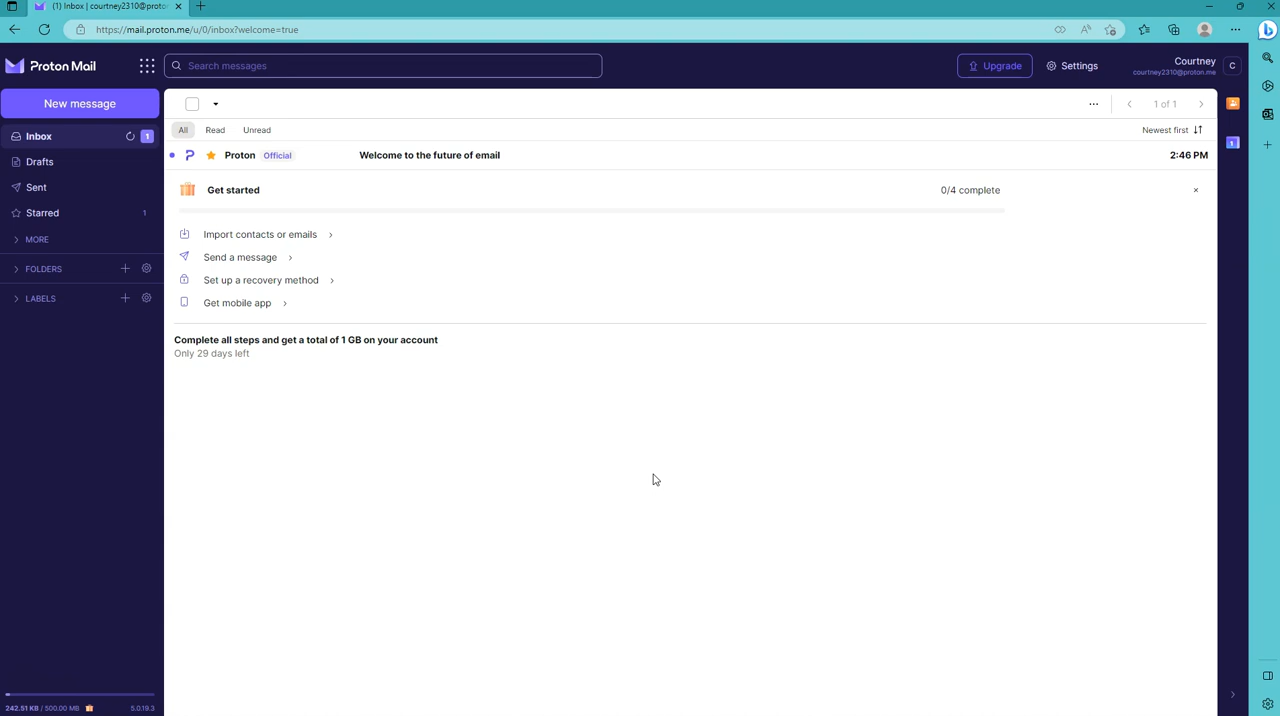 (1) Inbox | courtney2310@proto
https://mail.proton.me/u/0/inbox?welcome=true
Proton Mail
Search messages
Upgrade
Settings
Courtney
courtney2310@proton.me
C
New message
1 of 1
Inbox
1
All
Read
Unread
Newest first
Proton
Official
Welcome to the future of email
2:46 PM
Drafts
Sent
Get started
0/4 complete
Starred
1
Import contacts or emails
MORE
Send a message
FOLDERS
Set up a recovery method
LABELS
Get mobile app
Complete all steps and get a total of 1 GB on your account
Only 29 days left
242.51 KB / 500.00 MB
5.0.19.3